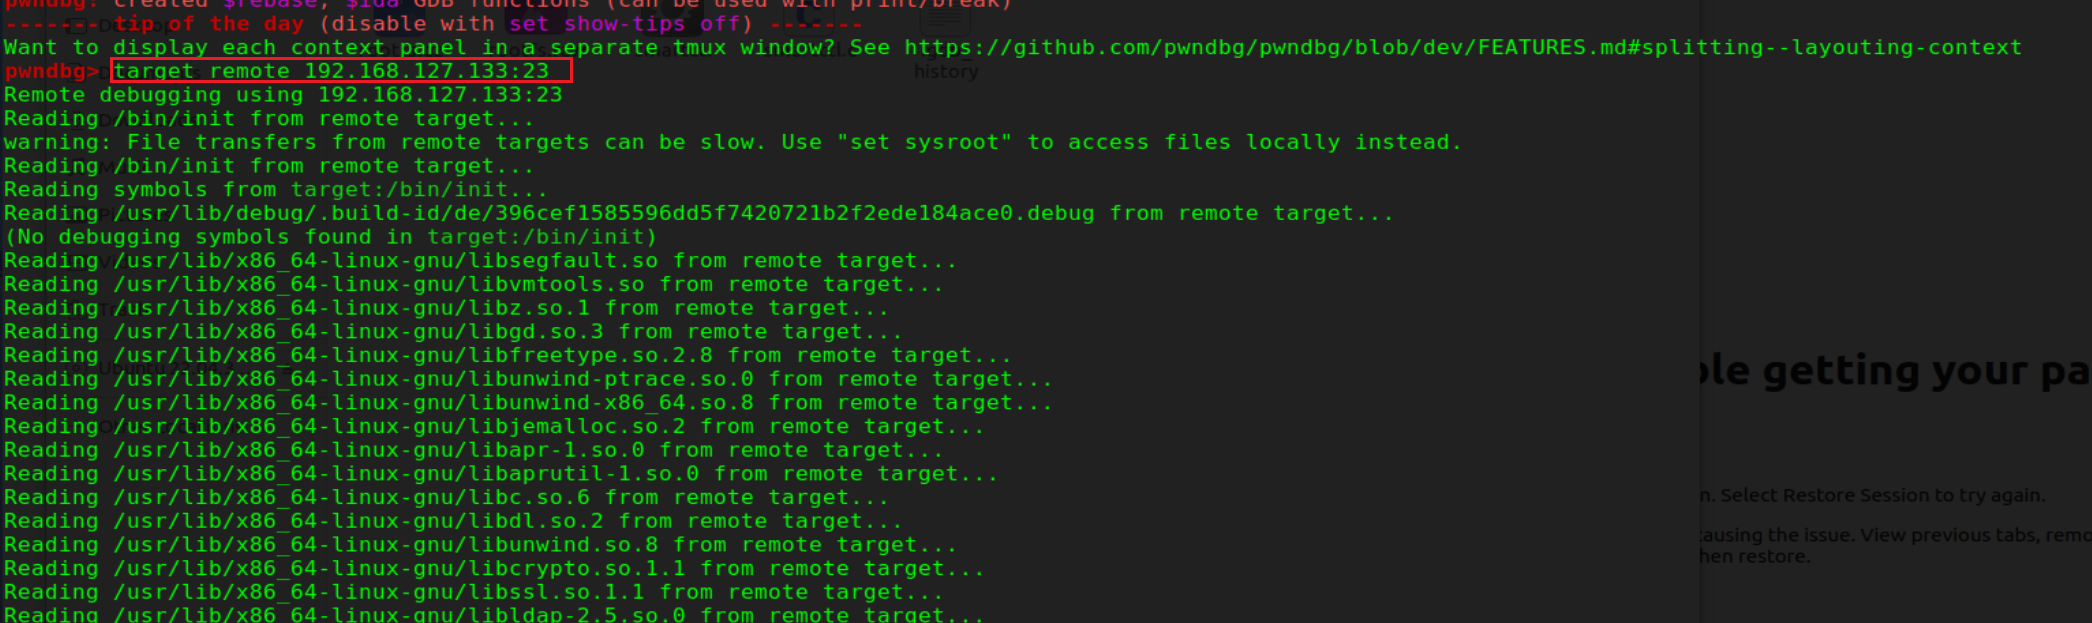 pwndbg: created $rebase, $ida GDB functions (can be used with print/break)
------- tip of the day (disable with set show-tips off) -------
Want to display each context panel in a separate tmux window? See https://github.com/pwndbg/pwndbg/blob/dev/FEATURES.md#splitting--layouting-context
pwndbg> target remote 192.168.127.133:23
history
Remote debugging using 192.168.127.133:23
Reading /bin/init from remote target...
warning: File transfers from remote targets can be slow. Use "set sysroot" to access files locally instead.
Reading /bin/init from remote target...
Reading symbols from target:/bin/init...
Reading /usr/lib/debug/.build-id/de/396cef1585596dd5f7420721b2f2ede184ace0.debug from remote target...
(No debugging symbols found in target:/bin/init)
Reading /usr/lib/x86_64-linux-gnu/libsegfault.so from remote target...
Reading /usr/lib/x86_64-linux-gnu/libvmtools.so from remote target...
Reading /usr/lib/x86_64-linux-gnu/libz.so.1 from remote target...
Reading /usr/lib/x86_64-linux-gnu/libgd.so.3 from remote target...
Reading /usr/lib/x86_64-linux-gnu/libfreetype.so.2.8 from remote target...
ble getting your pa
Reading /usr/lib/x86_64-linux-gnu/libunwind-ptrace.so.0 from remote target...
Reading /usr/lib/x86_64-linux-gnu/libunwind-x86_64.so.8 from remote target...
Reading /usr/lib/x86_64-linux-gnu/libjemalloc.so.2 from remote target...
Reading /usr/lib/x86_64-linux-gnu/libapr-1.so.0 from remote target...
Reading /usr/lib/x86_64-linux-gnu/libaprutil-1.so.0 from remote target...
Reading /usr/lib/x86_64-linux-gnu/libc.so.6 from remote target...
n. Select Restore Session to try again.
Reading /usr/lib/x86_64-linux-gnu/libdl.so.2 from remote target...
causing the issue. View previous tabs, remo
Reading /usr/lib/x86_64-linux-gnu/libunwind.so.8 from remote target...
hen restore.
Reading /usr/lib/x86_64-linux-gnu/libcrypto.so.1.1 from remote target...
Reading /usr/lib/x86_64-linux-gnu/libssl.so.1.1 from remote target...
Reading /usr/lib/x86_64-linux-gnu/libldap-2.5.so.0 from remote target...